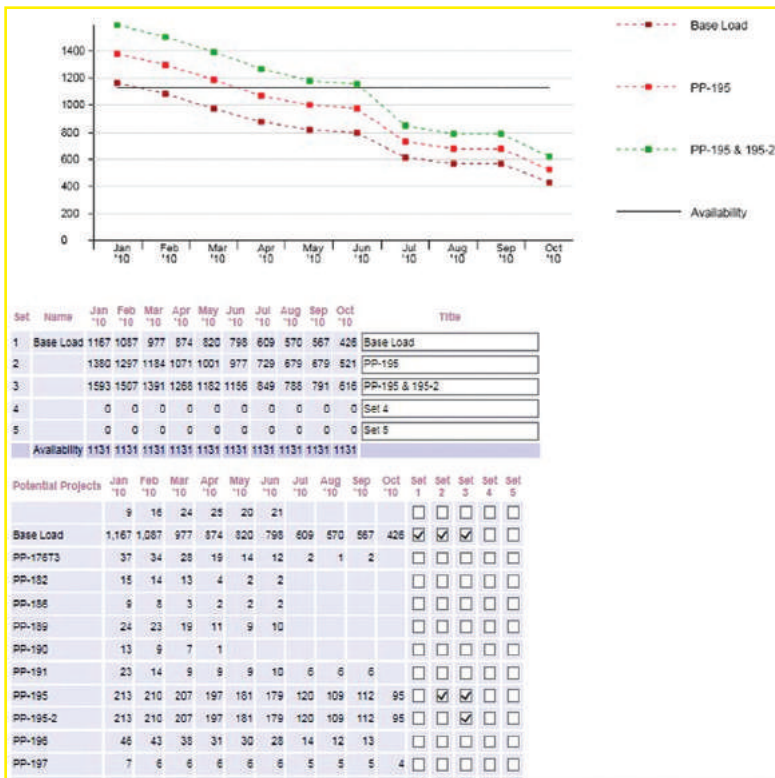 Base Load
PP-195
PP-195 & 195-2
Availability
1400
1200
1000
800
600
400
200
0
Jan '10 Feb '10 Mar '10 Apr '10 May '10 Jun '10 Jul '10 Aug '10 Sep '10 Oct '10
Set Name Jan '10 Feb '10 Mar '10 Apr '10 May '10 Jun '10 Jul '10 Aug '10 Sep '10 Oct '10 Title
1 Base Load 1167 1087 977 874 820 798 609 570 567 426 Base Load
2 1380 1297 1184 1071 1001 977 729 679 679 521 PP-195
3 1593 1507 1391 1268 1182 1156 849 788 791 616 PP-195 & 195-2
4 0 0 0 0 0 0 0 0 0 0 Set 4
5 0 0 0 0 0 0 0 0 0 0 Set 5
Availability 1131 1131 1131 1131 1131 1131 1131 1131 1131 1131
Potential Projects Jan '10 Feb '10 Mar '10 Apr '10 May '10 Jun '10 Jul '10 Aug '10 Sep '10 Oct '10 Set 1 Set 2 Set 3 Set 4 Set 5
9 16 24 25 20 21
Base Load 1,167 1,087 977 874 820 798 609 570 567 426
PP-176T3 37 34 28 19 14 12 2 1 2
PP-182 15 14 13 4 2 2
PP-186 9 8 3 2 2 2
PP-189 24 23 19 11 9 10
PP-190 13 9 7 1
PP-191 23 14 9 9 9 10 6 6 6
PP-195 213 210 207 197 181 179 120 109 112 95
PP-195-2 213 210 207 197 181 179 120 109 112 95
PP-196 46 43 38 31 30 28 14 12 13
PP-197 7 6 6 6 6 6 5 5 5 4